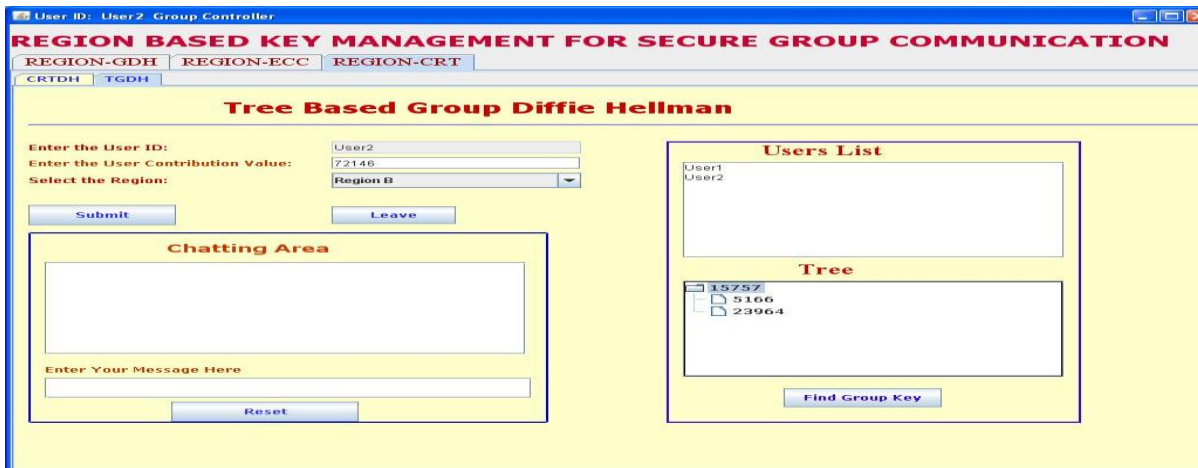 User ID: User2 Group Controller
REGION BASED KEY MANAGEMENT FOR SECURE GROUP COMMUNICATION
REGION-GDH REGION-ECC REGION-CRT
CRTDH TGDH
Tree Based Group Diffie Hellman
Enter the User ID: User2
Enter the User Contribution Value: 72146
Select the Region: Region B
Submit Leave
Chatting Area
Enter Your Message Here
Reset
Users List
User1
User2
Tree
15757
5166
23964
Find Group Key